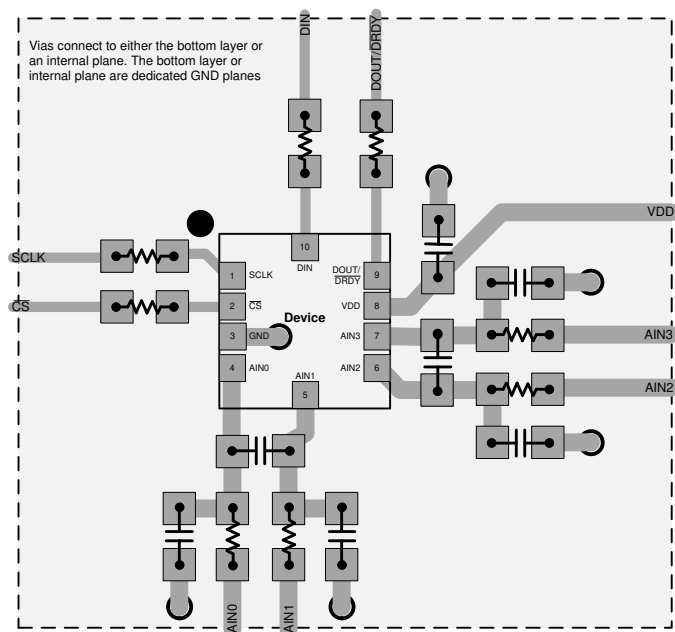 DIN
DOUT/DRDY
Vias connect to either the bottom layer or
an internal plane. The bottom layer or
internal plane are dedicated GND planes
VDD
SCLK
10
DIN
1 SCLK
DOUT/
DRDY 9
CS
2 CS
VDD 8
Device
3 GND
AIN3 7
AIN3
4 AIN0
AIN1
5
AIN2 6
AIN2
AIN0
AIN1